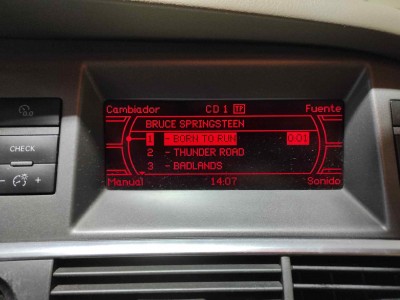 Cambiador CD 1 TP Fuente
BRUCE SPRINGSTEEN
1 - BORN TO RUN 0:01
2 - THUNDER ROAD
3 - BADLANDS
Manual 14:07 Sonido
CHECK
- +